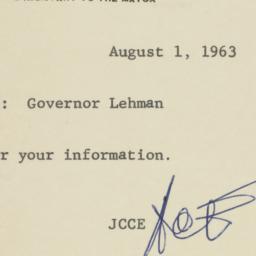 August 1, 1963
: Governor Lehman
r your information.
JCCE